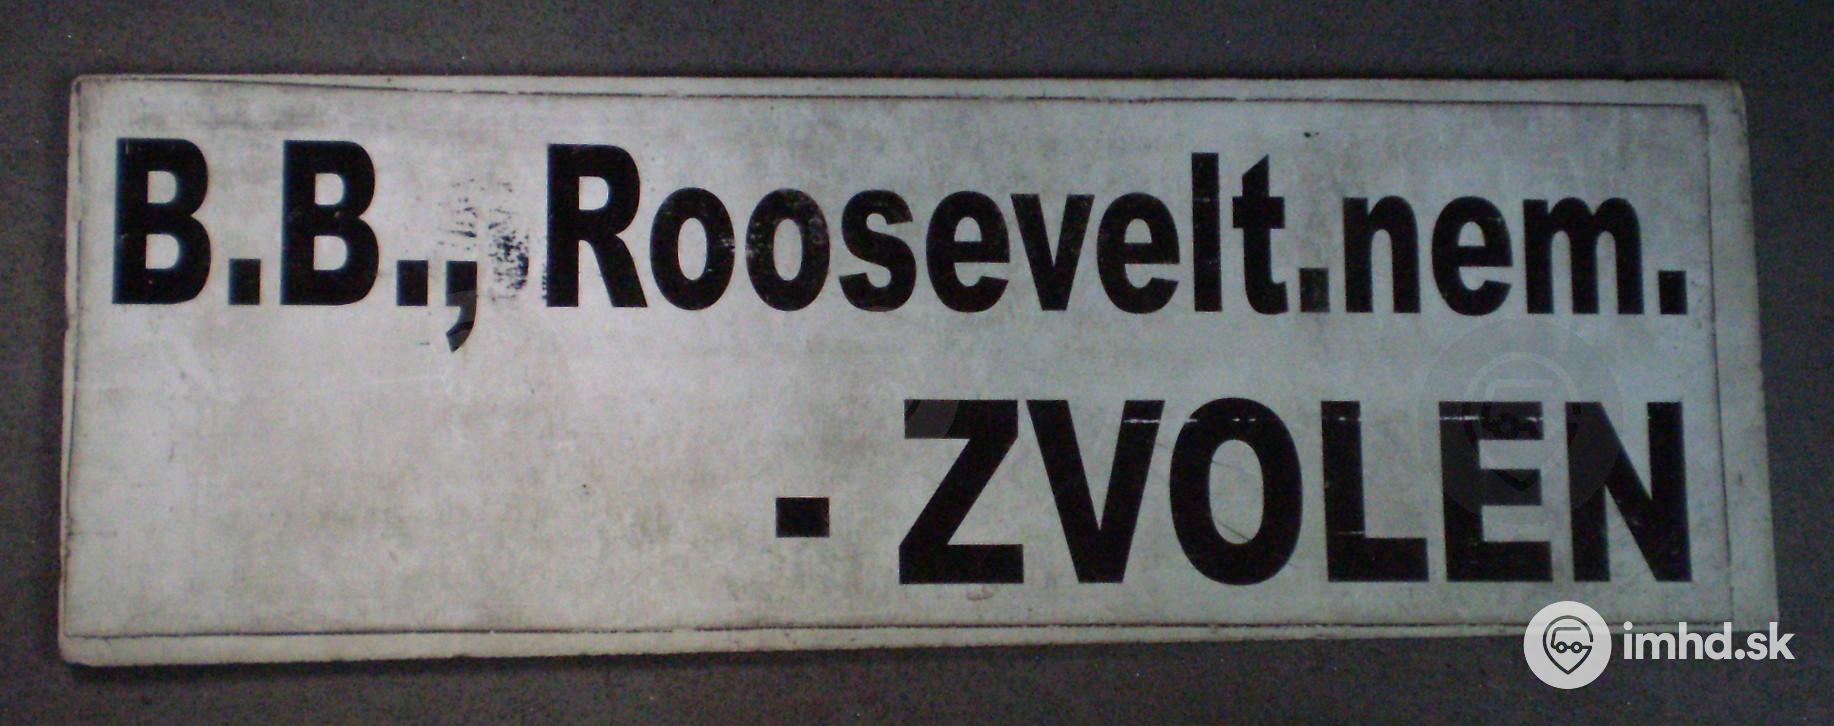 B.B., Roosevelt.nem.
- ZVOLEN
imhd.sk